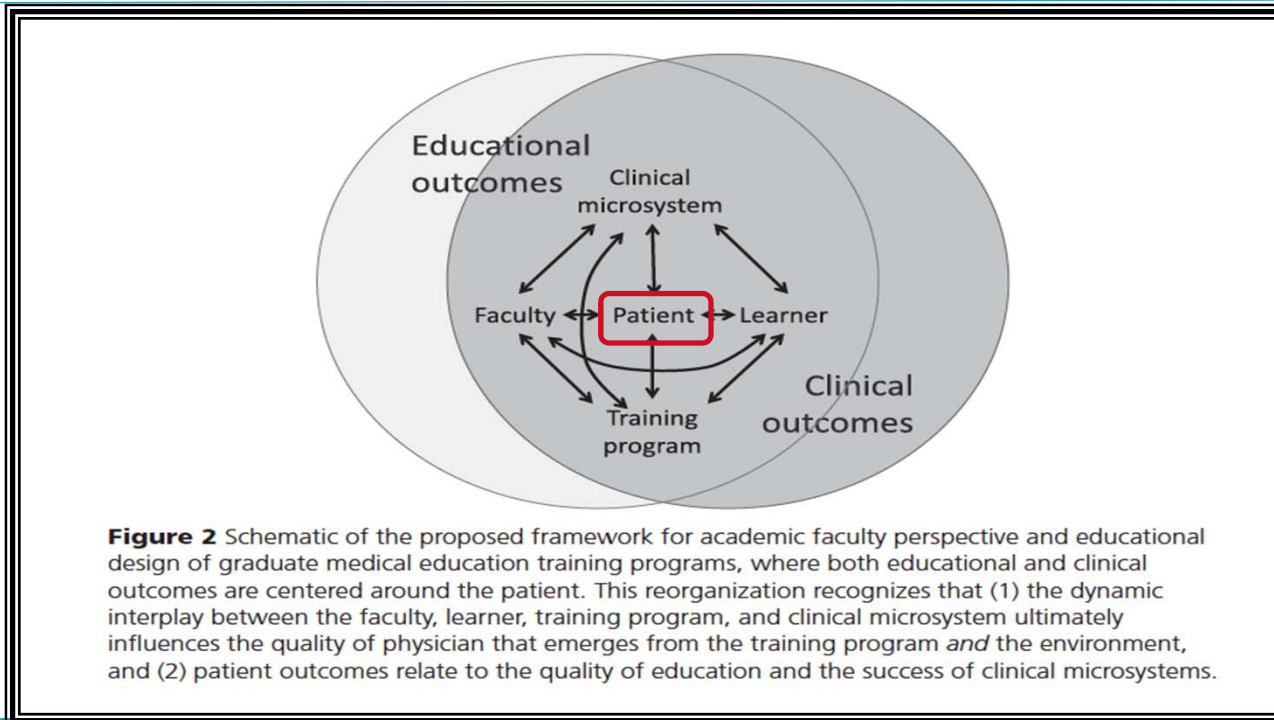 Educational
outcomes
Clinical
microsystem
Faculty
Patient
Learner
Clinical
outcomes
Training
program
Figure 2 Schematic of the proposed framework for academic faculty perspective and educational
design of graduate medical education training programs, where both educational and clinical
outcomes are centered around the patient. This reorganization recognizes that (1) the dynamic
interplay between the faculty, learner, training program, and clinical microsystem ultimately
influences the quality of physician that emerges from the training program and the environment,
and (2) patient outcomes relate to the quality of education and the success of clinical microsystems.